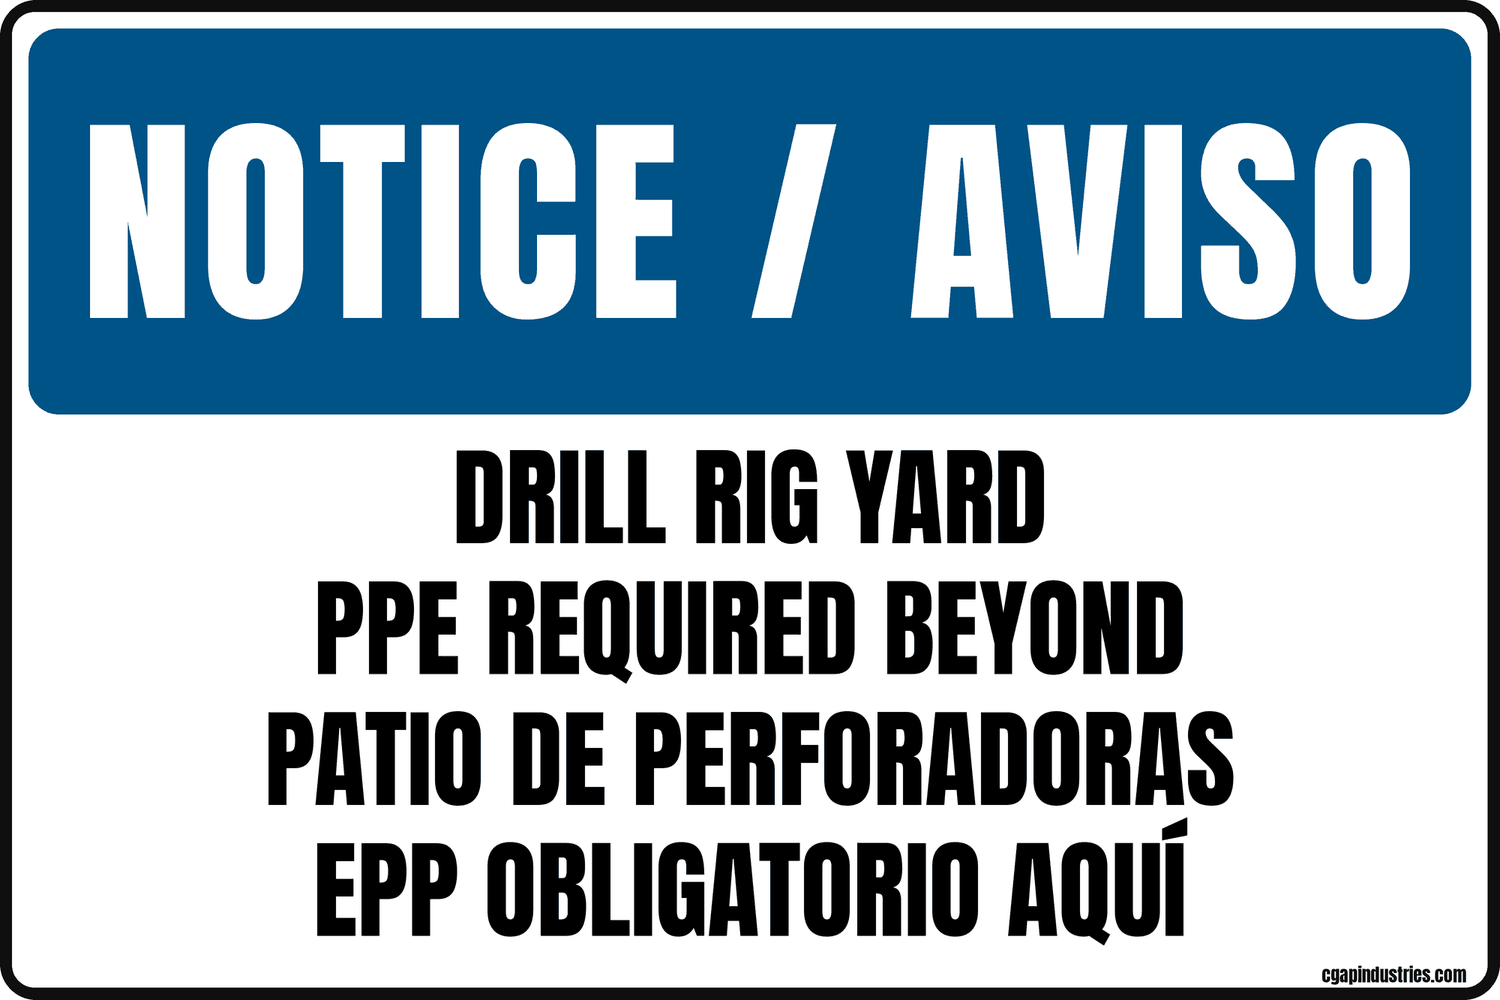 NOTICE / AVISO
DRILL RIG YARD
PPE REQUIRED BEYOND
PATIO DE PERFORADORAS
EPP OBLIGATORIO AQUÍ
cgapindustries.com